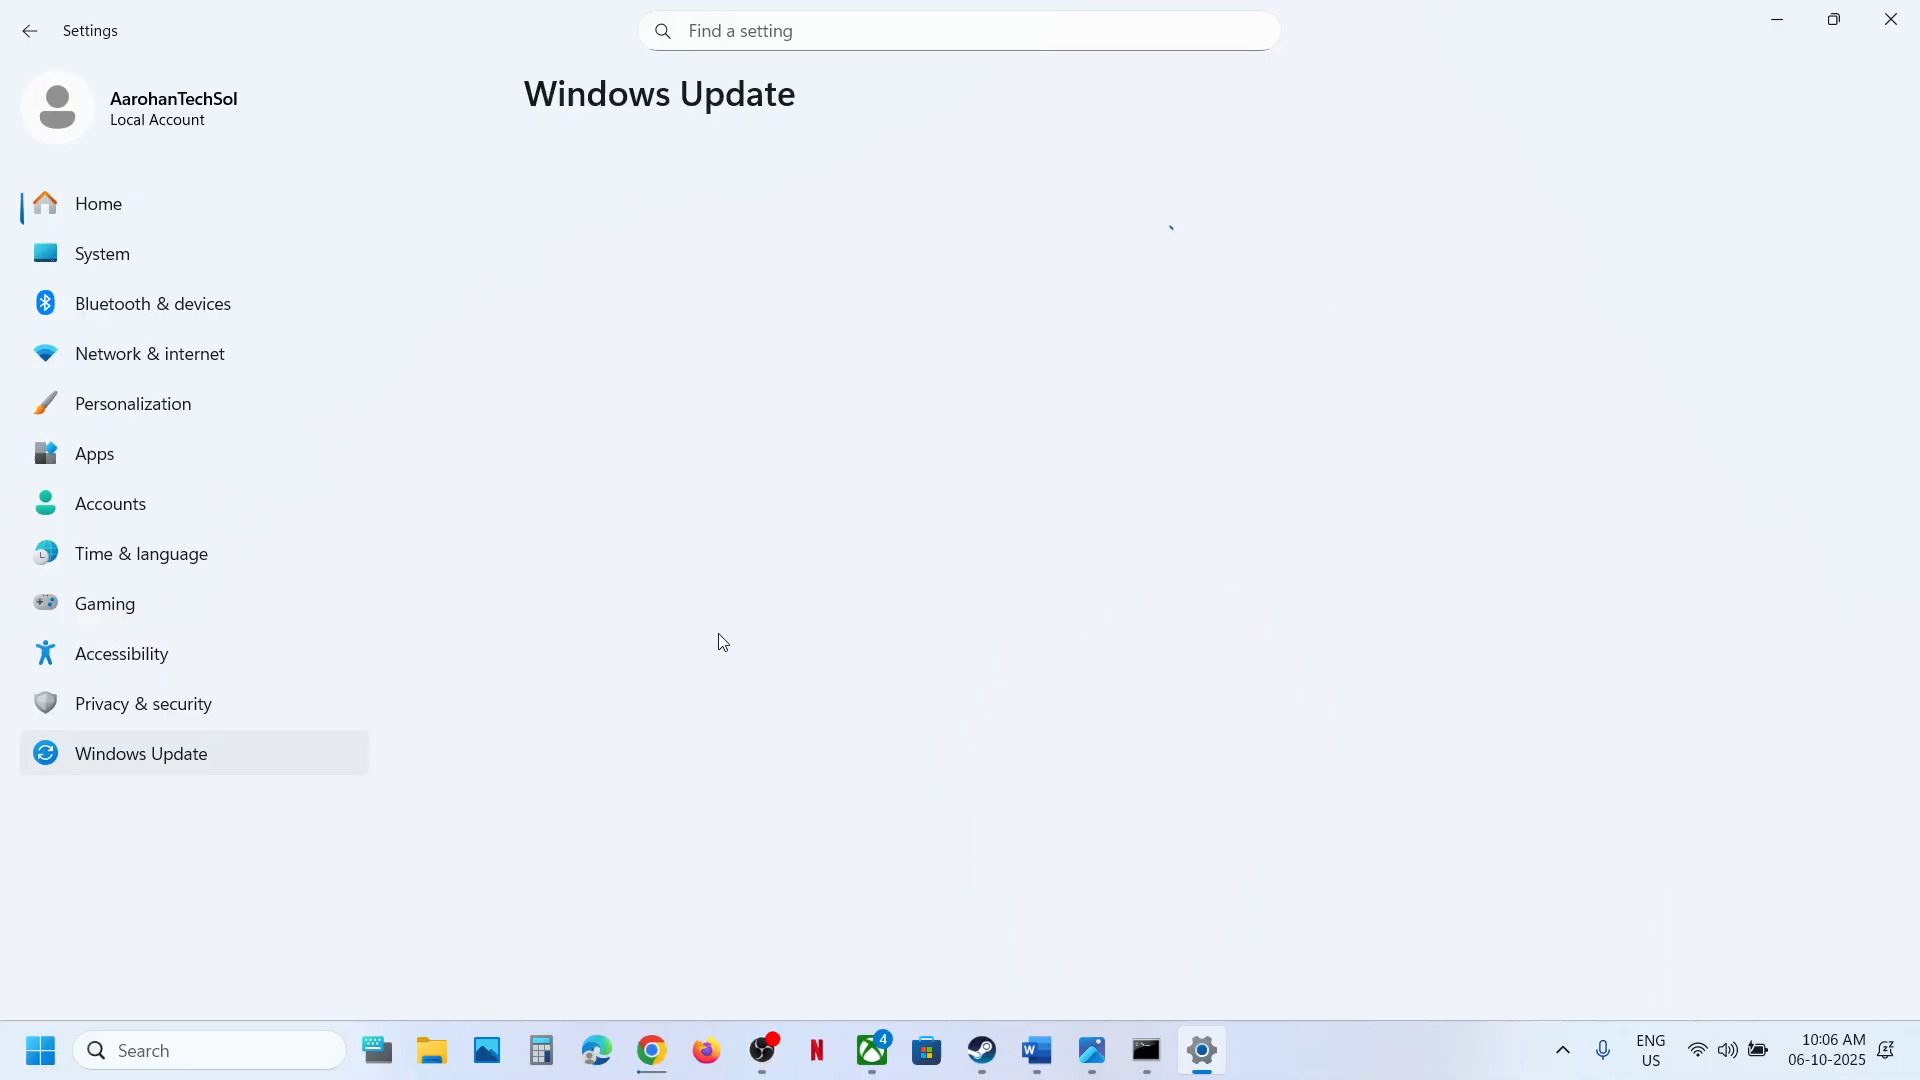 Settings
Find a setting
AarohanTechSol
Local Account
Windows Update
Home
System
Bluetooth & devices
Network & internet
Personalization
Apps
Accounts
Time & language
Gaming
Accessibility
Privacy & security
Windows Update
Search
N
4
W
ENG
US
10:06 AM
06-10-2025